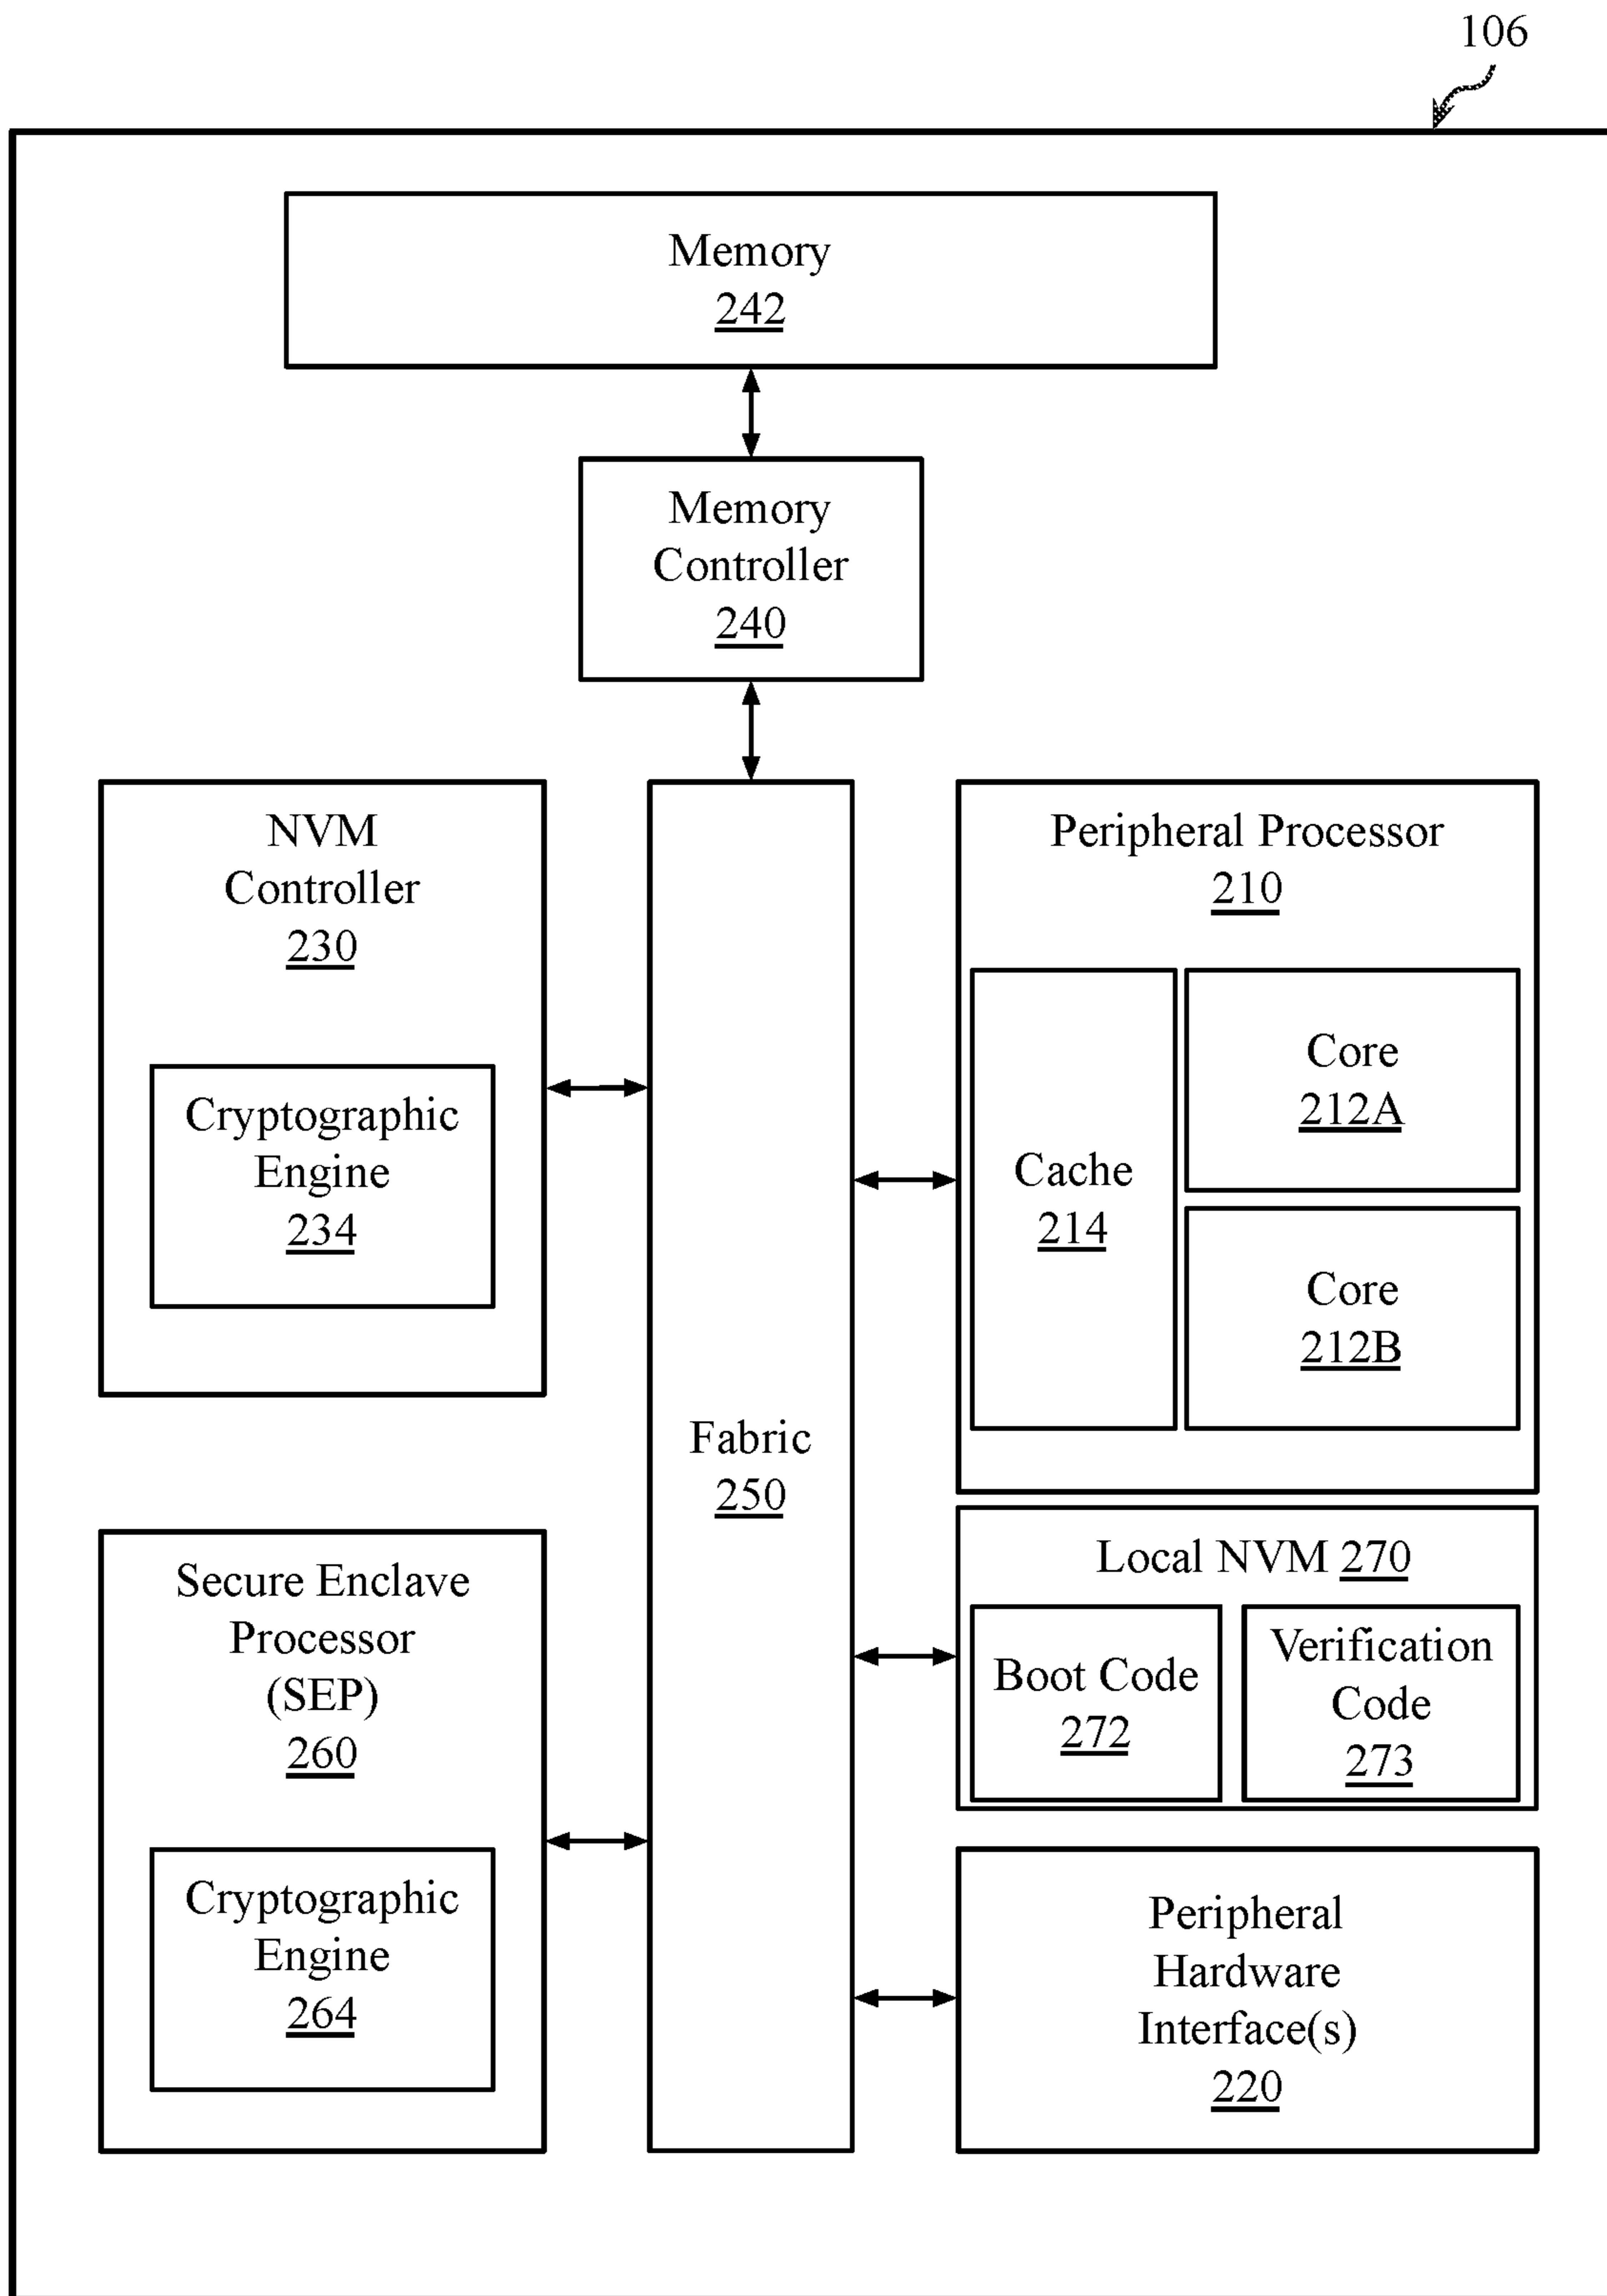 106
Memory
242
Memory
Controller
240
NVM
Controller
230
Cryptographic
Engine
234
Secure Enclave
Processor
(SEP)
260
Cryptographic
Engine
264
Fabric
250
Peripheral Processor
210
Cache
214
Core
212A
Core
212B
Local NVM 270
Boot Code
272
Verification
Code
273
Peripheral
Hardware
Interface(s)
220